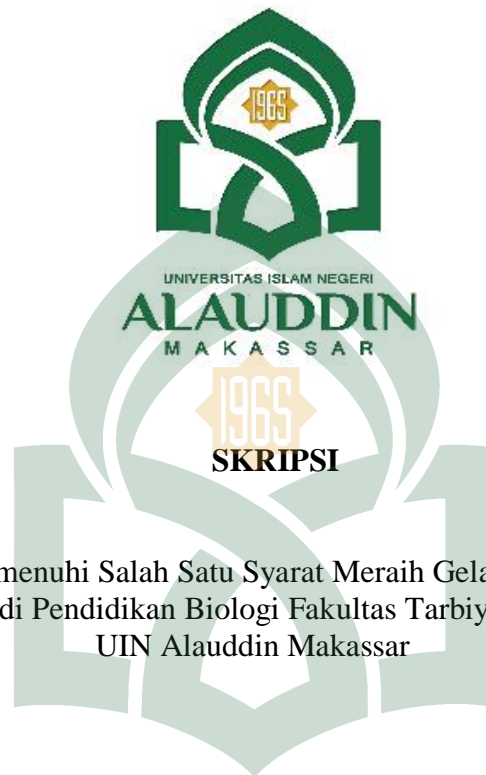 1965
UNIVERSITAS ISLAM NEGERI
ALAUDDIN
MAKASSAR
1965
SKRIPSI
menuhi Salah Satu Syarat Meraih Gela
di Pendidikan Biologi Fakultas Tarbiy
UIN Alauddin Makassar